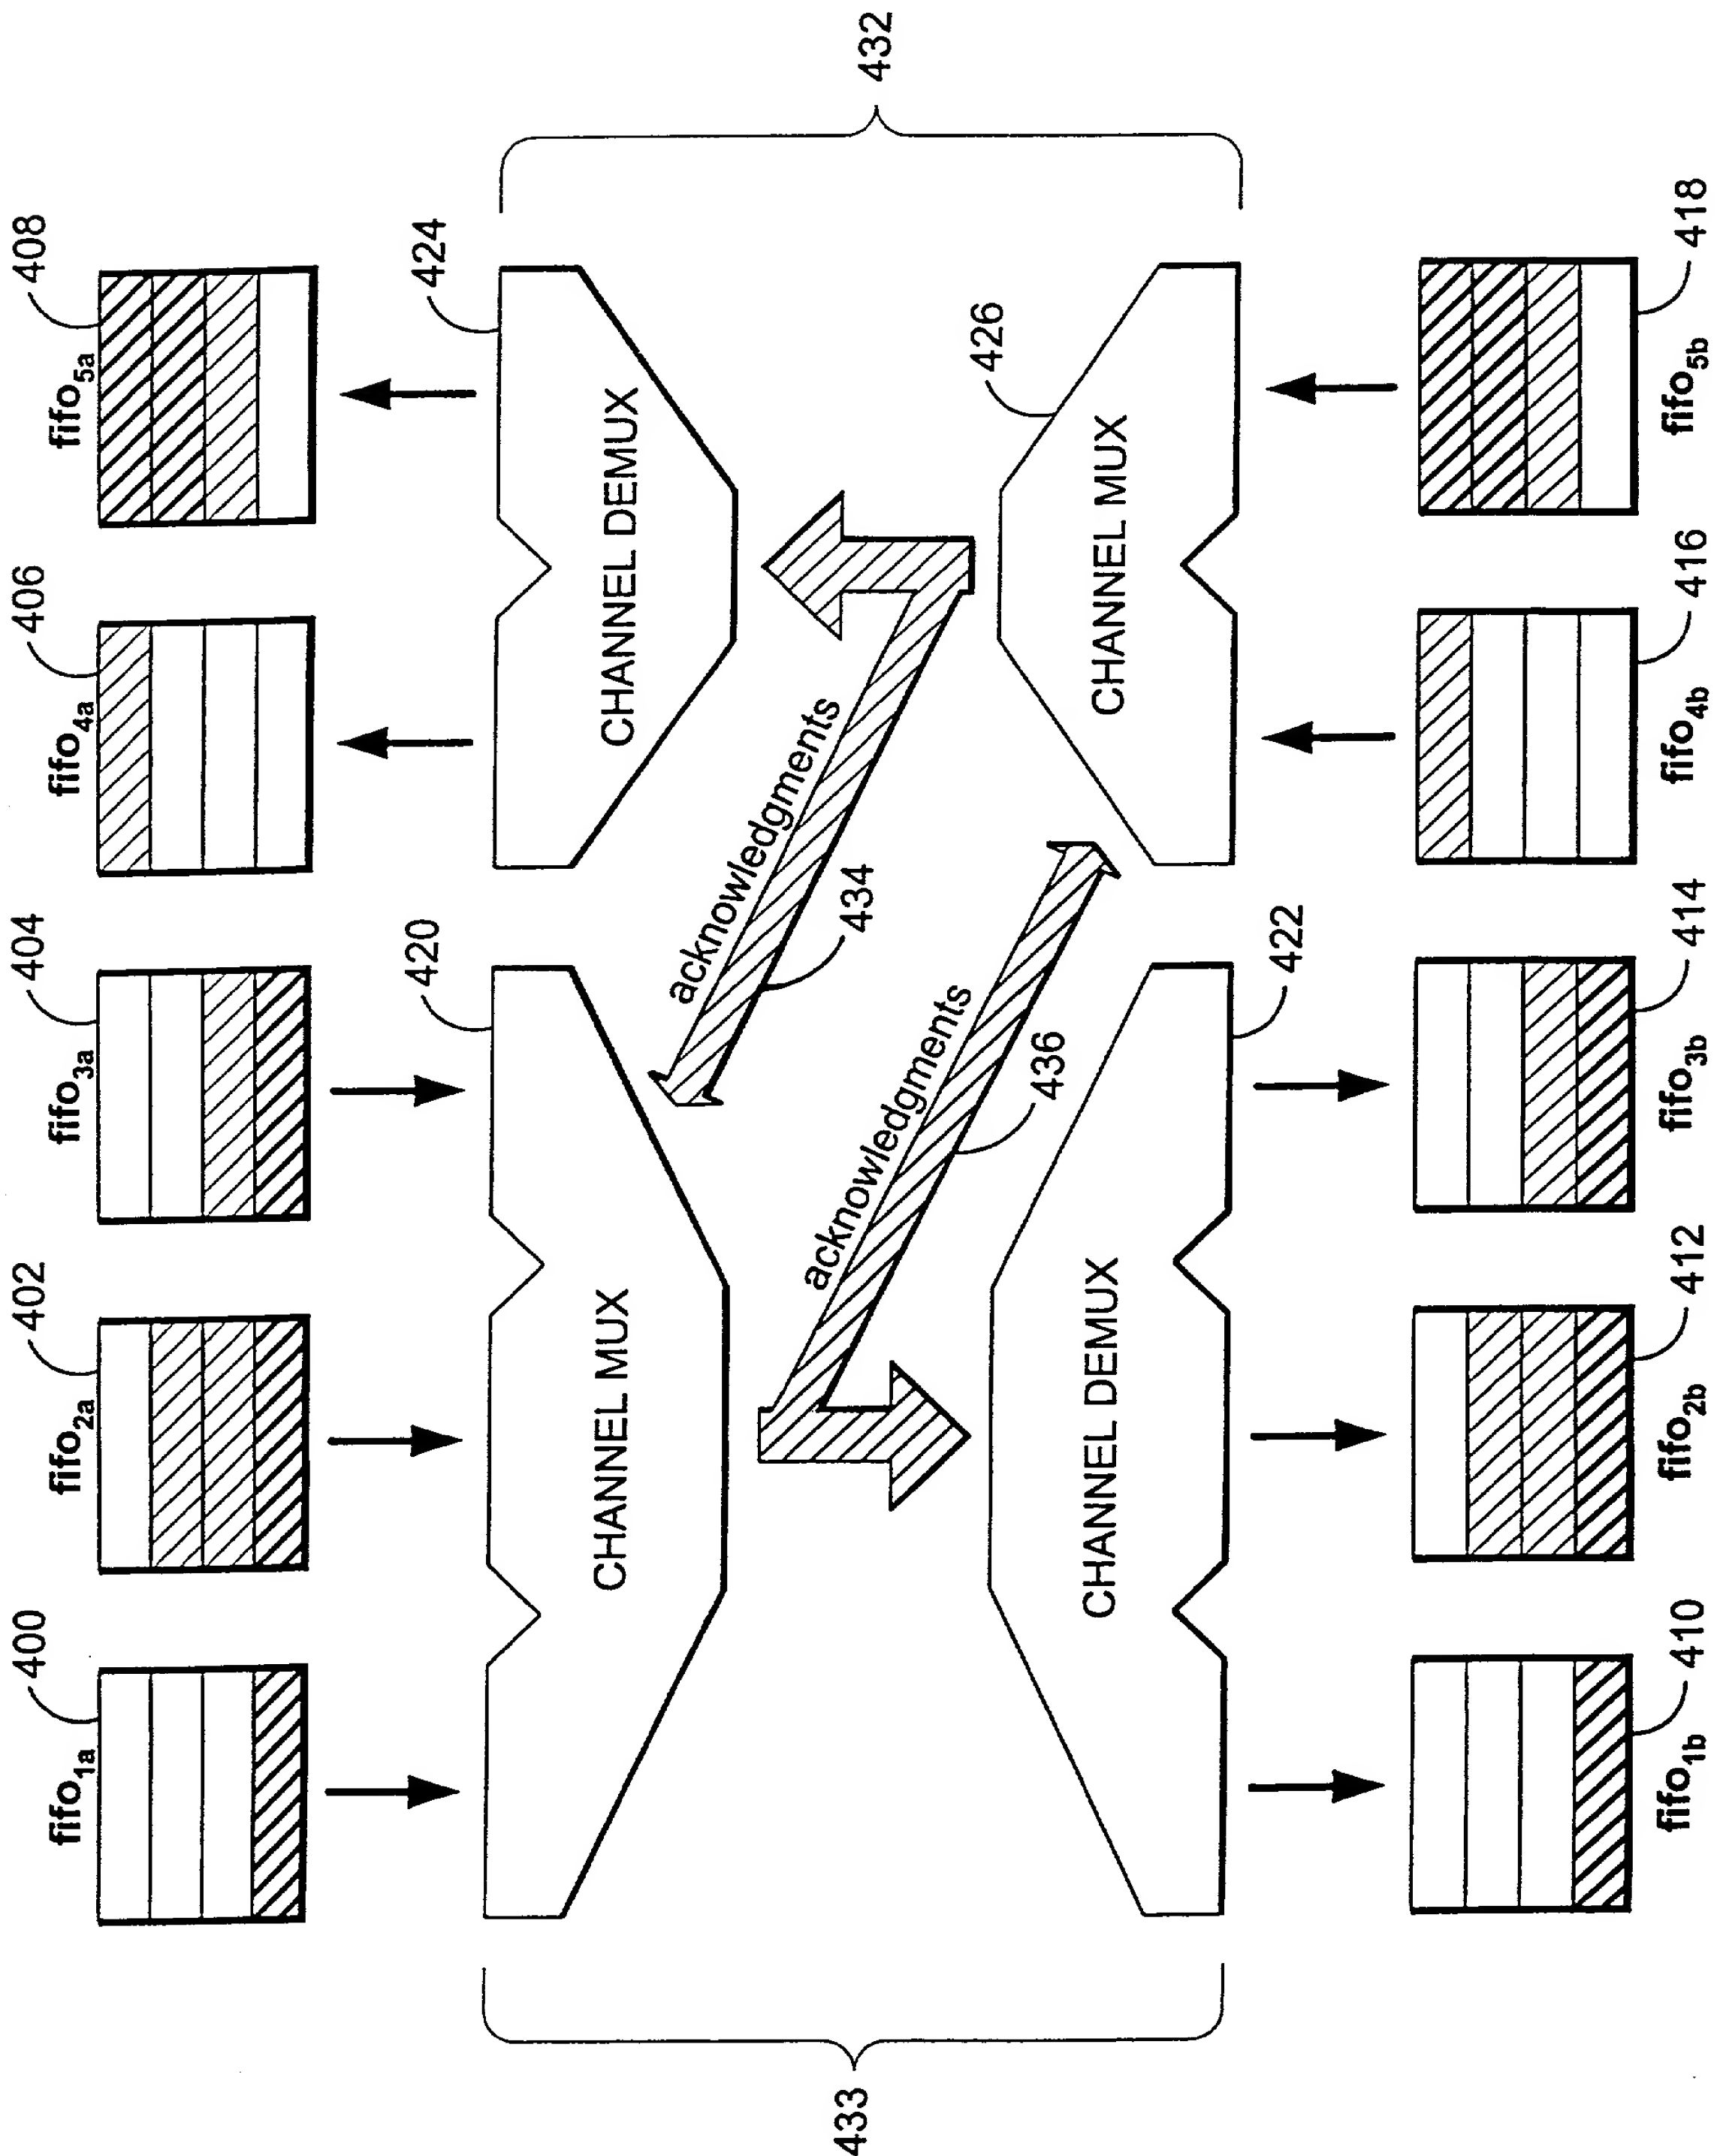 400 402 404 406 408
fifo1a fifo2a fifo3a fifo4a fifo5a
420 424
CHANNEL MUX CHANNEL DEMUX
433 432
acknowledgments
434
acknowledgments
436
426
CHANNEL DEMUX CHANNEL MUX
422
410 412 414 416 418
fifo1b fifo2b fifo3b fifo4b fifo5b